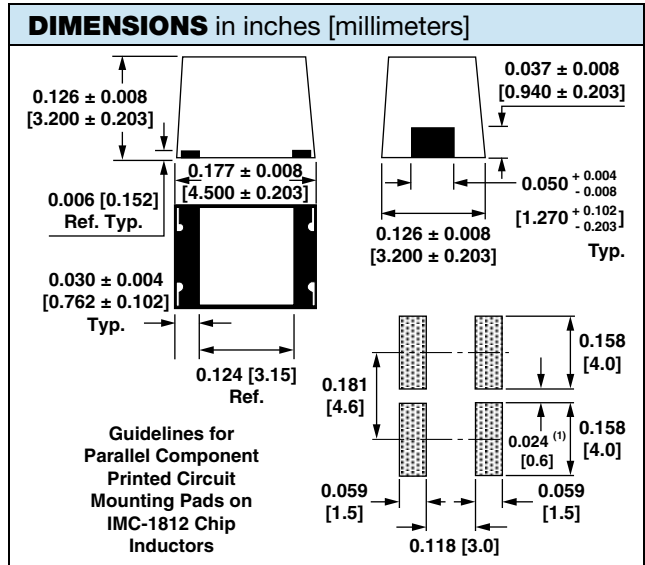 DIMENSIONS in inches [millimeters]
0.126 ± 0.008
[3.200 ± 0.203]
0.177 ± 0.008
[4.500 ± 0.203]
0.006 [0.152]
Ref. Typ.
0.030 ± 0.004
[0.762 ± 0.102]
Typ.
0.124 [3.15]
Ref.
0.037 ± 0.008
[0.940 ± 0.203]
0.050 + 0.004 - 0.008
[1.270 + 0.102 - 0.203]
Typ.
0.126 ± 0.008
[3.200 ± 0.203]
Guidelines for
Parallel Component
Printed Circuit
Mounting Pads on
IMC-1812 Chip
Inductors
0.181
[4.6]
0.158
[4.0]
0.024 (1)
[0.6]
0.158
[4.0]
0.059
[1.5]
0.059
[1.5]
0.118 [3.0]